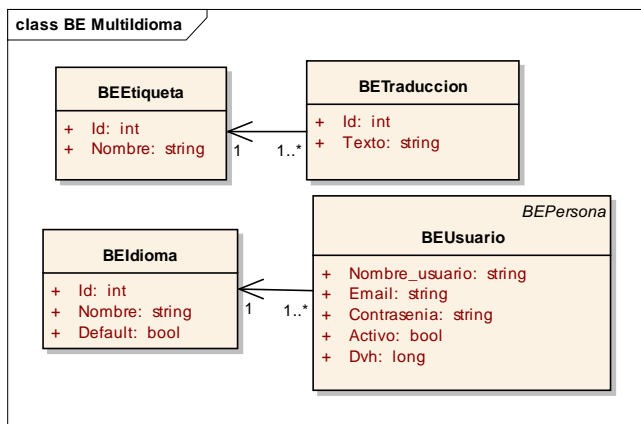 class BE MultiIdioma
BEEtiqueta
+ Id: int
+ Nombre: string
BETraduccion
+ Id: int
+ Texto: string
1
1..*
BEIdioma
+ Id: int
+ Nombre: string
+ Default: bool
BEPersona
BEUsuario
+ Nombre_usuario: string
+ Email: string
+ Contrasenia: string
+ Activo: bool
+ Dvh: long
1
1..*